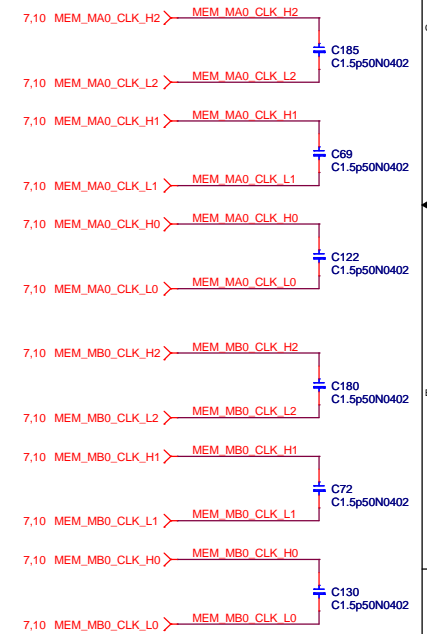 7,10 MEM_MA0_CLK_H2 MEM_MA0_CLK_H2
C185
C1.5p50N0402
7,10 MEM_MA0_CLK_L2 MEM_MA0_CLK_L2
7,10 MEM_MA0_CLK_H1 MEM_MA0_CLK_H1
C69
C1.5p50N0402
7,10 MEM_MA0_CLK_L1 MEM_MA0_CLK_L1
7,10 MEM_MA0_CLK_H0 MEM_MA0_CLK_H0
C122
C1.5p50N0402
7,10 MEM_MA0_CLK_L0 MEM_MA0_CLK_L0
7,10 MEM_MB0_CLK_H2 MEM_MB0_CLK_H2
C180
C1.5p50N0402
7,10 MEM_MB0_CLK_L2 MEM_MB0_CLK_L2
7,10 MEM_MB0_CLK_H1 MEM_MB0_CLK_H1
C72
C1.5p50N0402
7,10 MEM_MB0_CLK_L1 MEM_MB0_CLK_L1
7,10 MEM_MB0_CLK_H0 MEM_MB0_CLK_H0
C130
C1.5p50N0402
7,10 MEM_MB0_CLK_L0 MEM_MB0_CLK_L0